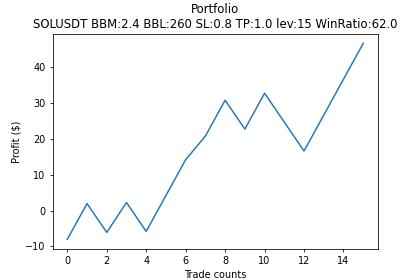 Portfolio
SOLUSDT BBM:2.4 BBL:260 SL:0.8 TP:1.0 lev:15 WinRatio:62.0
40
30
20
10
0
−10
Profit ($)
0 2 4 6 8 10 12 14
Trade counts